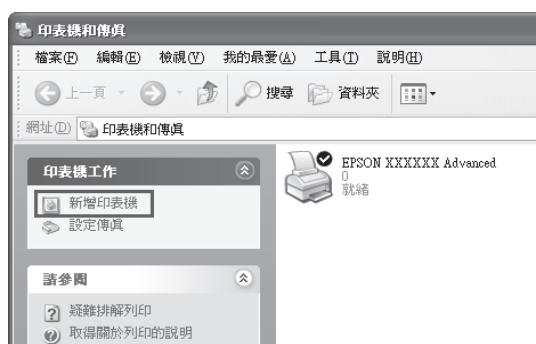 印表機和傳真
檔案(F) 編輯(E) 檢視(V) 我的最愛(A) 工具(T) 說明(H)
上一頁 搜尋 資料夾
網址(D) 印表機和傳真
印表機工作
新增印表機
設定傳真
請參閱
疑難排解列印
取得關於列印的說明
EPSON XXXXXX Advanced
0
就緒